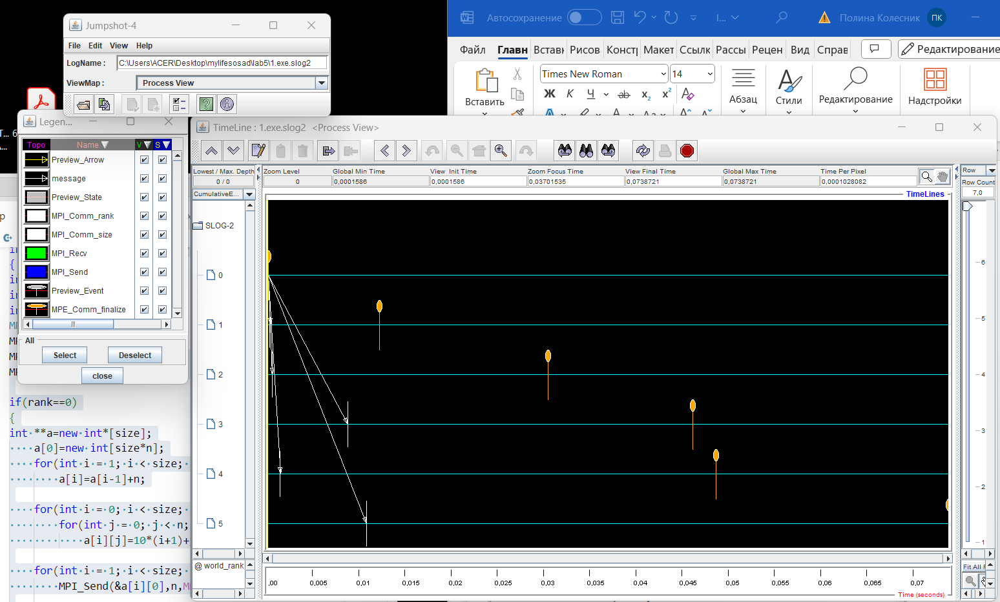 Jumpshot-4
File Edit View Help
LogName : C:\Users\ACER\Desktop\mylifesosad\lab5\1.exe.slog2
ViewMap : Process View
Автосохранение
Полина Колесник ПК
Файл Главн Встав Рисов Констр Макет Ссылк Рассы Рецен Вид Справ Редактирование
Times New Roman 14
Вставить
Ж К Ч ab x₂ x²
Абзац
Стили
Редактирование
Надстройки
Legen...
Topo Name V S
Preview_Arrow
message
Preview_State
MPI_Comm_rank
MPI_Comm_size
MPI_Recv
MPI_Send
Preview_Event
MPE_Comm_finalize
All
Select Deselect
close
TimeLine : 1.exe.slog2 <Process View>
Lowest / Max. Depth Zoom Level Global Min Time View Init Time Zoom Focus Time View Final Time Global Max Time Time Per Pixel
0 / 0 0 0,0001586 0,0001586 0,03701535 0,0738721 0,0738721 0,0001028082
CumulativeE...
TimeLines
Row
Row Count
7,0
SLOG-2
0
1
2
3
4
5
6
5
4
3
2
1
@ world_rank
Fit All
,00 0,005 0,01 0,015 0,02 0,025 0,03 0,035 0,04 0,045 0,05 0,055 0,06 0,065 0,07
Time (seconds)
{
if(rank==0)
{
int **a=new int*[size];
a[0]=new int[size*n];
for(int i = 1; i < size;
a[i]=a[i-1]+n;
for(int i = 0; i < size;
for(int j = 0; j < n;
a[i][j]=10*(i+1)+
for(int i = 1; i < size;
MPI_Send(&a[i][0],n,M